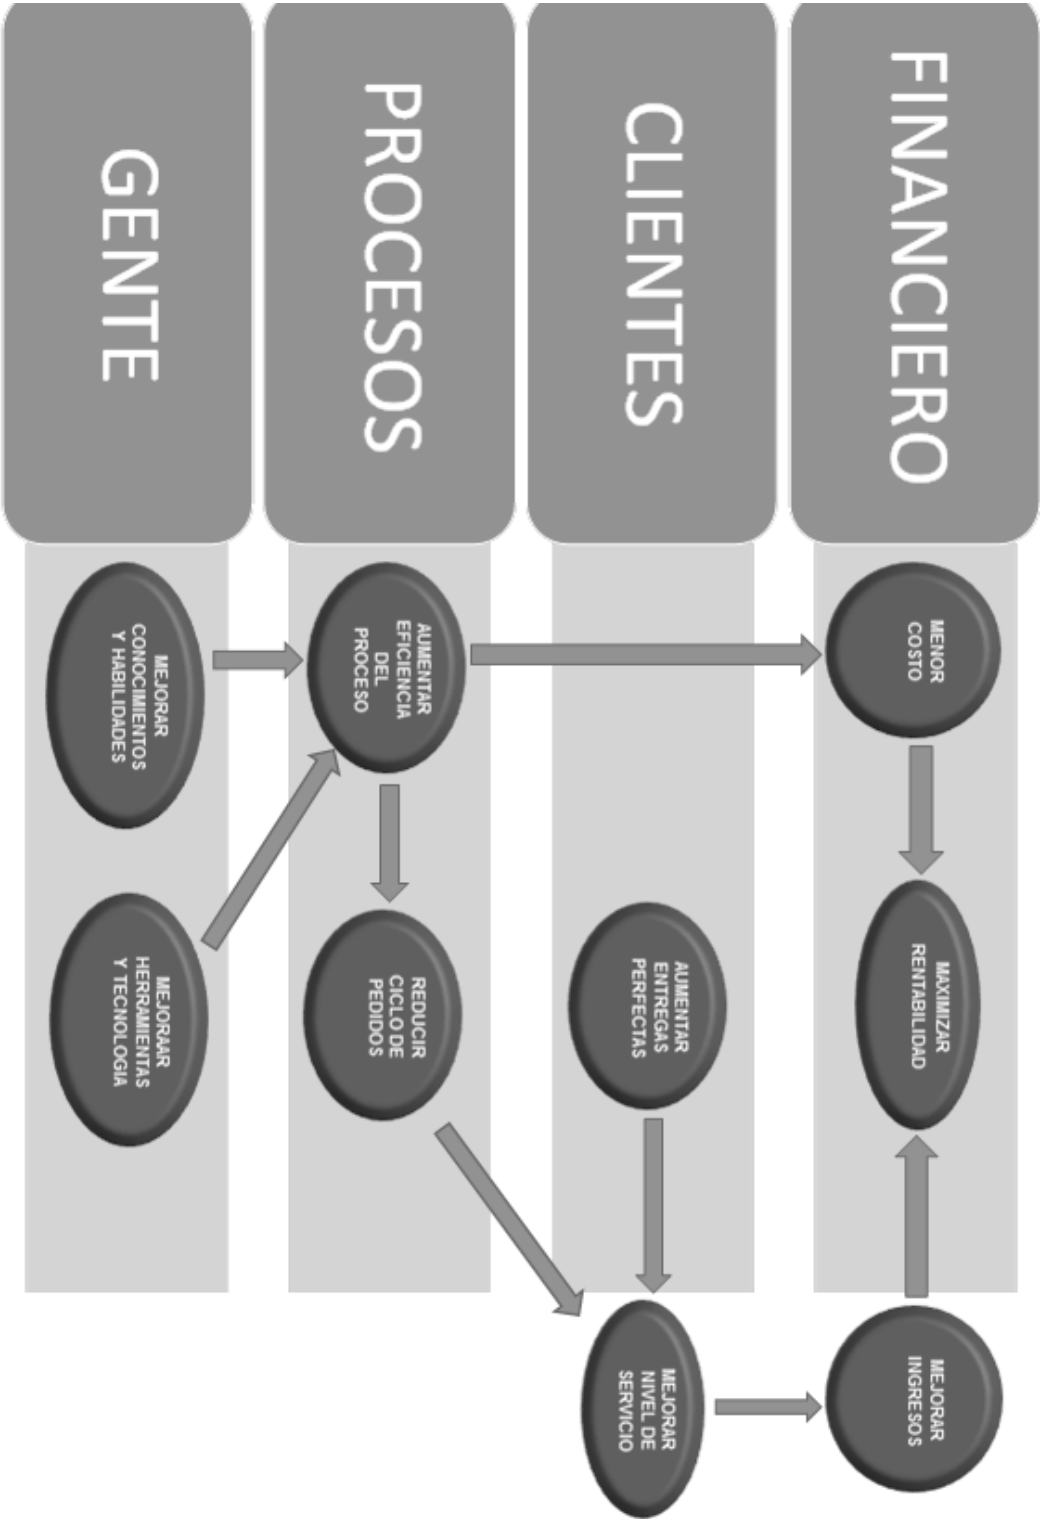 FINANCIERO
MENOR
COSTO
MAXIMIZAR
RENTABILIDAD
MEJORAR
INGRESOS
CLIENTES
AUMENTAR
ENTREGAS
PERFECTAS
MEJORAR
NIVEL DE
SERVICIO
PROCESOS
AUMENTAR
EFICIENCIA
DEL
PROCESO
REDUCIR
CICLO DE
PEDIDOS
GENTE
MEJORAR
CONOCIMIENTOS
Y HABILIDADES
MEJORAAR
HERRAMIENTAS
Y TECNOLOGIA